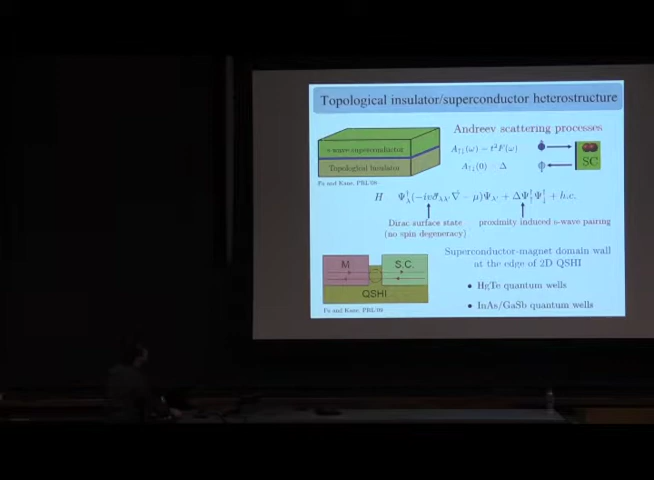 Topological insulator/superconductor heterostructure
Andreev scattering processes
s-wave superconductor
Topological Insulator
Fu and Kane, PRL'08
A↑↓(ω) ~ t²F(ω)
A↑↓(0) ~ Δ
SC
+ h.c.
Dirac surface state
(no spin degeneracy)
proximity induced s-wave pairing
Superconductor-magnet domain wall
at the edge of 2D QSHI
M
S.C.
QSHI
• HgTe quantum wells
• InAs/GaSb quantum wells
Fu and Kane, PRL'09